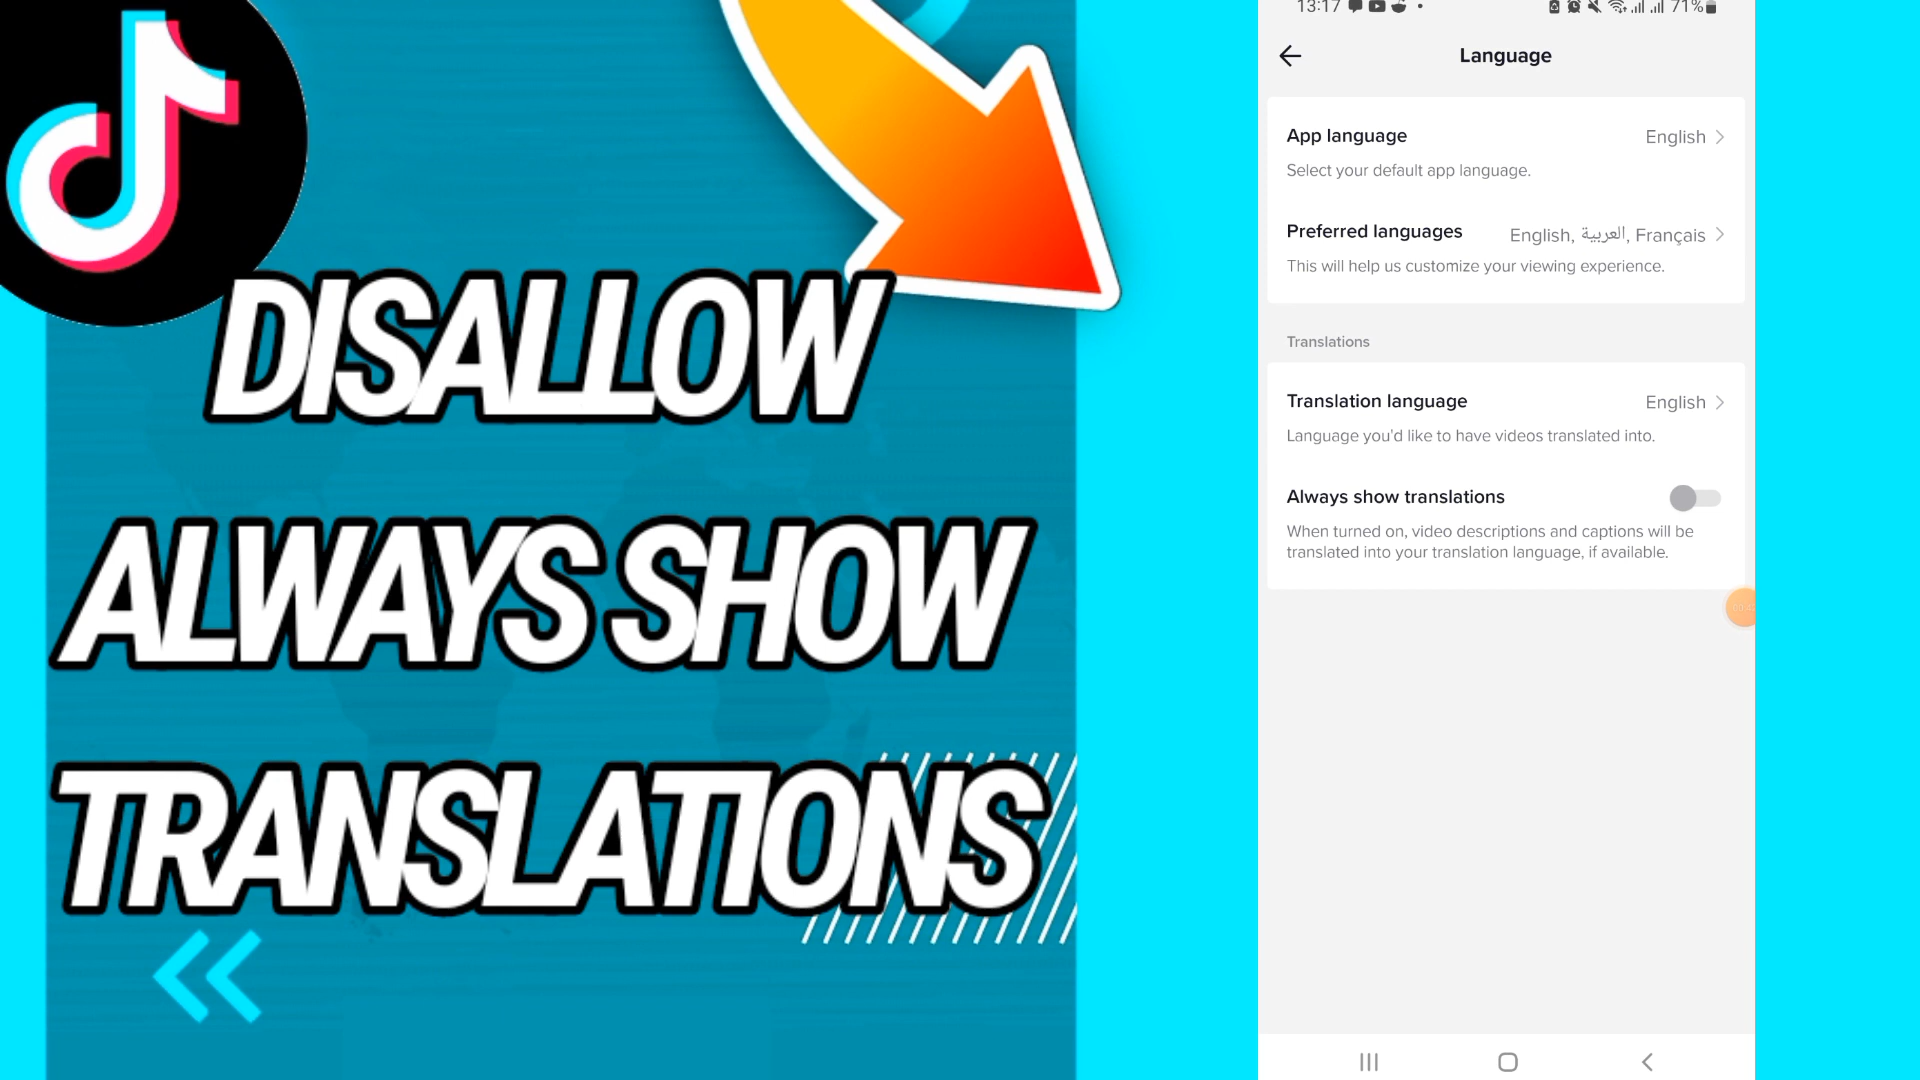 DISALLOW
ALWAYS SHOW
TRANSLATIONS
13:17
71%
Language
App language
English
Select your default app language.
Preferred languages
English, العربية, Français
This will help us customize your viewing experience.
Translations
Translation language
English
Language you'd like to have videos translated into.
Always show translations
When turned on, video descriptions and captions will be
translated into your translation language, if available.